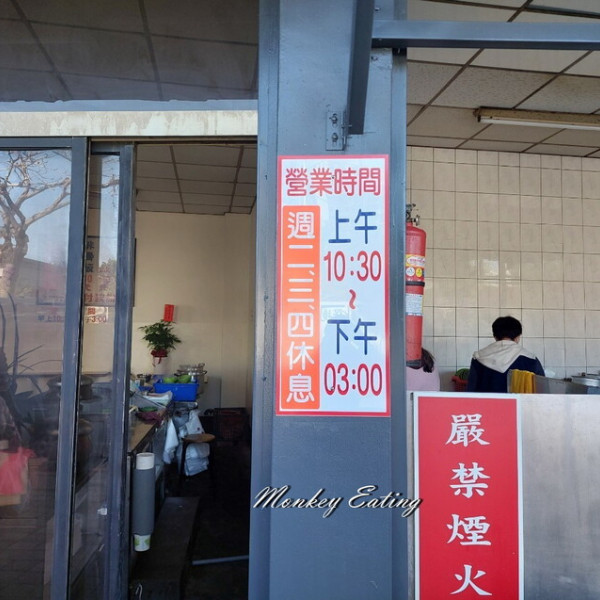 營業時間
週二、三、四休息
上午
10:30
~
下午
03:00
Monkey Eating
嚴禁煙火